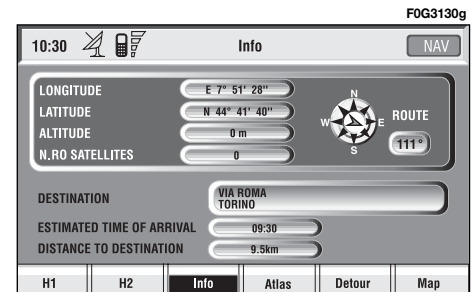 F0G3130g
10:30 Info NAV
LONGITUDE E 7° 51' 28"
LATITUDE N 44° 41' 40"
ALTITUDE 0 m
N.RO SATELLITES 0
N
W E
S
ROUTE
111°
DESTINATION VIA ROMA
TORINO
ESTIMATED TIME OF ARRIVAL 09:30
DISTANCE TO DESTINATION 9.5km
H1 H2 Info Atlas Detour Map